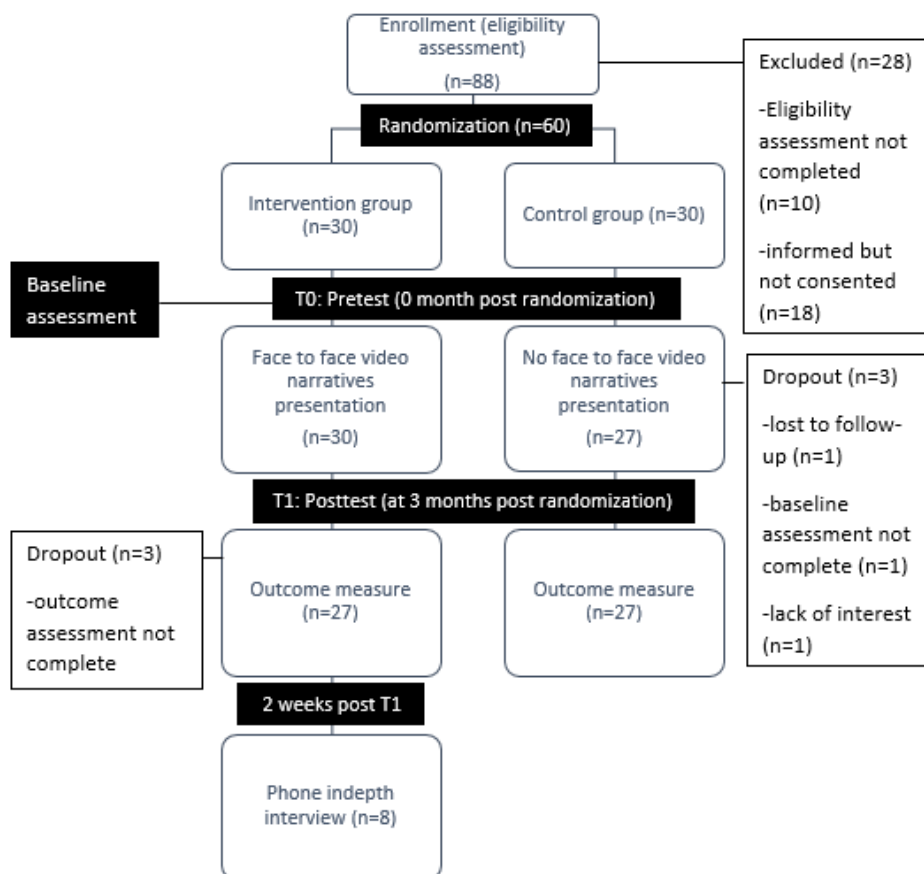 Enrollment (eligibility
assessment)
(n=88)
Excluded (n=28)
-Eligibility
assessment not
completed
(n=10)
-informed but
not consented
(n=18)
Randomization (n=60)
Intervention group
(n=30)
Control group (n=30)
Baseline
assessment
T0: Pretest (0 month post randomization)
Face to face video
narratives
presentation
(n=30)
No face to face video
narratives
presentation
(n=27)
Dropout (n=3)
-lost to follow-
up (n=1)
-baseline
assessment not
complete (n=1)
-lack of interest
(n=1)
T1: Posttest (at 3 months post randomization)
Dropout (n=3)
-outcome
assessment not
complete
Outcome measure
(n=27)
Outcome measure
(n=27)
2 weeks post T1
Phone indepth
interview (n=8)